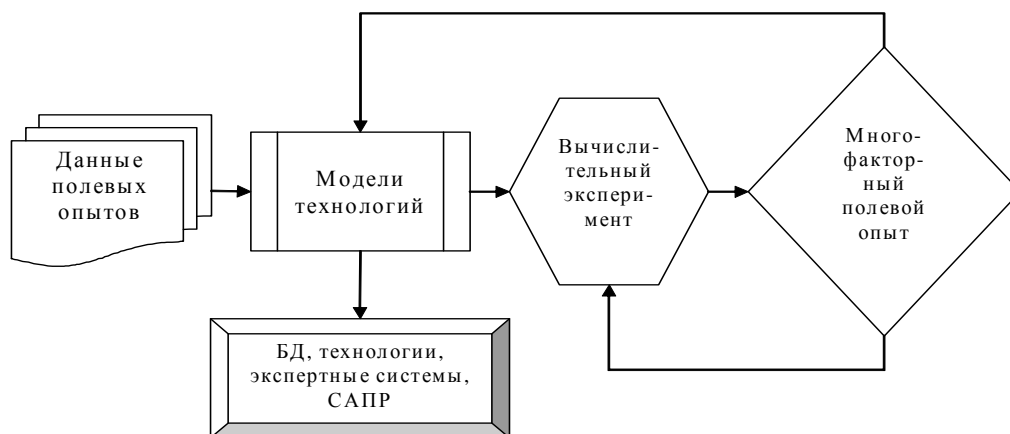 Данные
полевых
опытов
Модели
технологий
Вычисли-
тельный
экспери-
мент
Много-
фактор-
ный
полевой
опыт
БД, технологии,
экспертные системы,
САПР